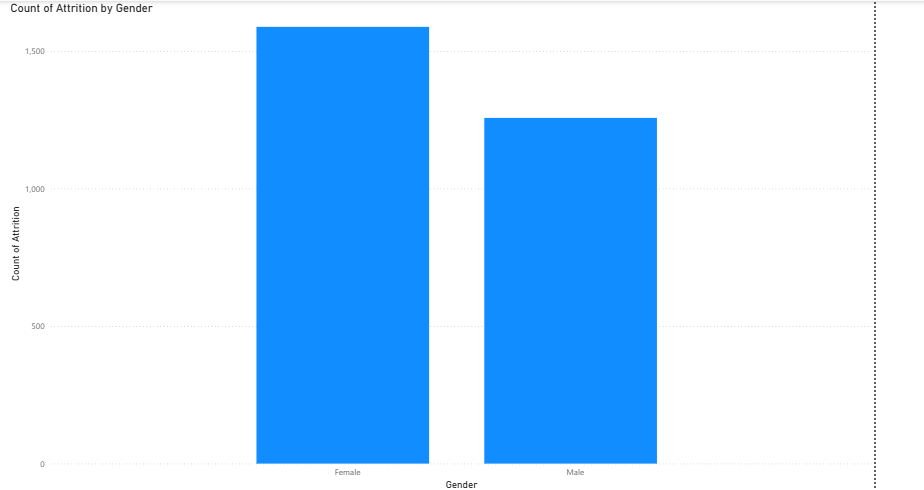 Count of Attrition by Gender
1,500
1,000
500
0
Count of Attrition
Female
Male
Gender